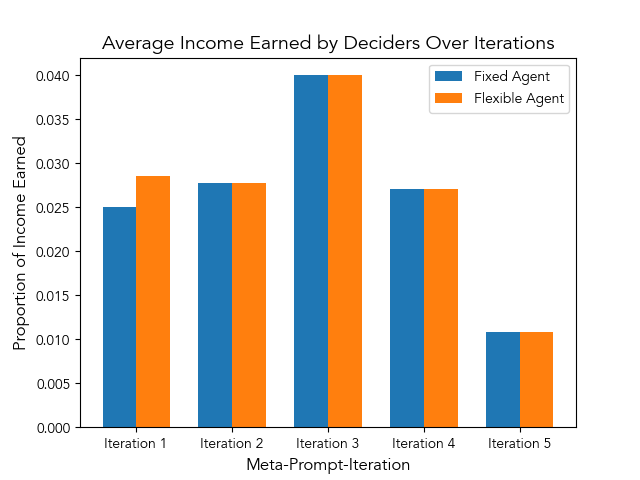 Average Income Earned by Deciders Over Iterations
Fixed Agent
Flexible Agent
Proportion of Income Earned
0.040
0.035
0.030
0.025
0.020
0.015
0.010
0.005
0.000
Iteration 1
Iteration 2
Iteration 3
Iteration 4
Iteration 5
Meta-Prompt-Iteration